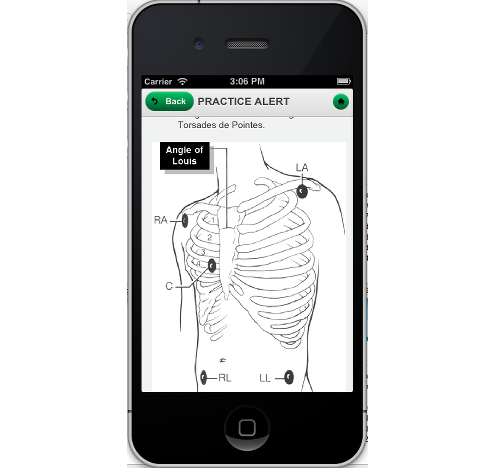 Carrier 3:06 PM
Back PRACTICE ALERT
Torsades de Pointes.
Angle of
Louis
LA
RA
1
2
3
4
C
RL LL